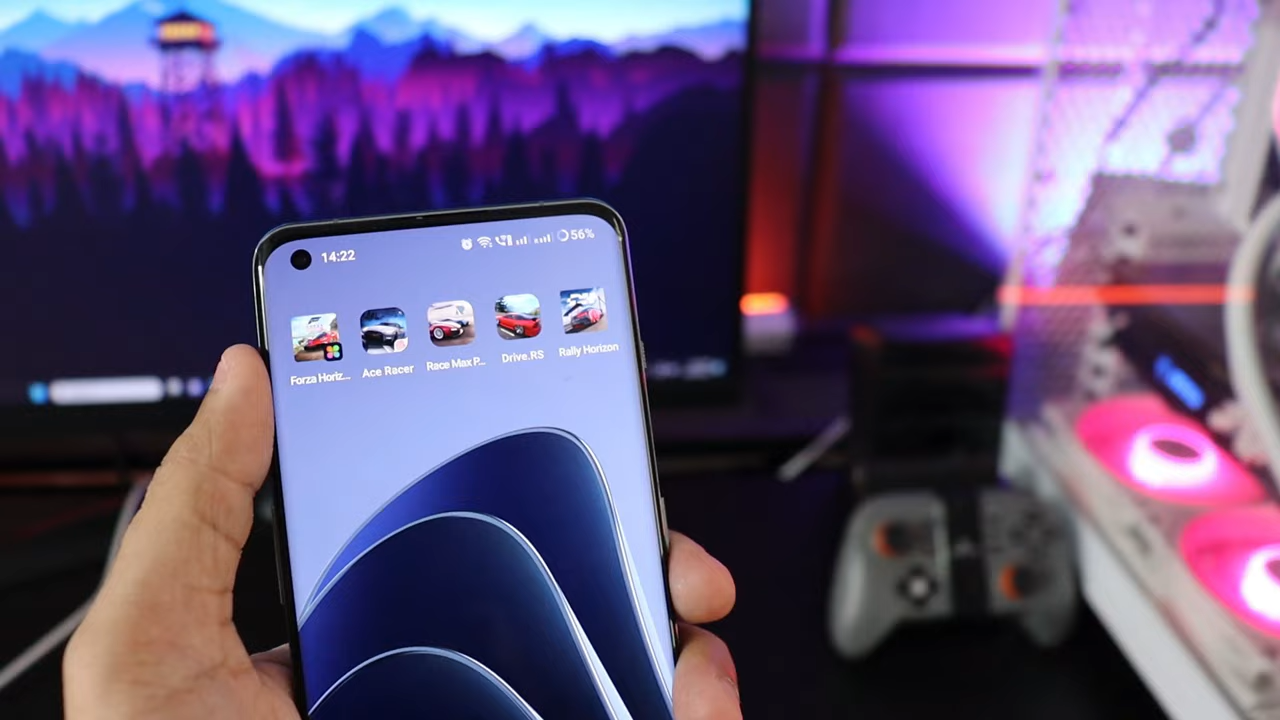 14:22
56%
Forza Horiz...
Ace Racer
Race Max P...
Drive.RS
Rally Horizon